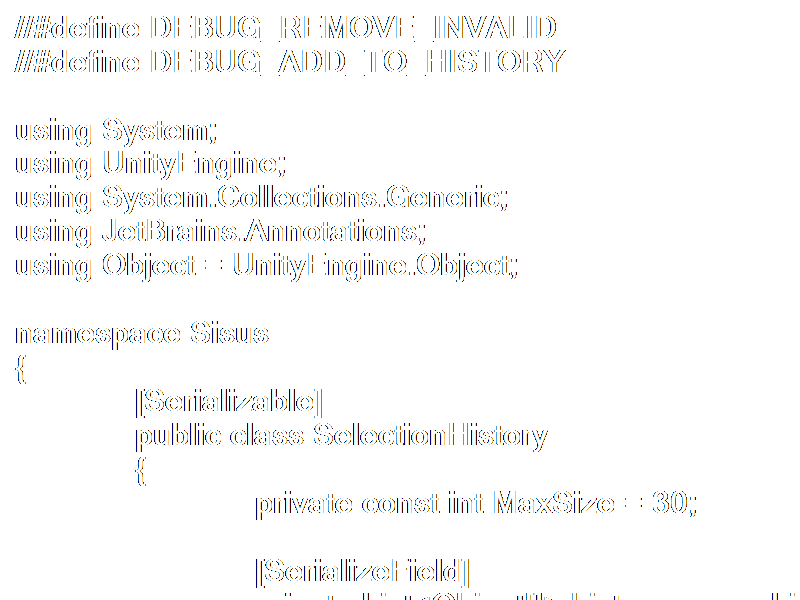 //#define DEBUG_REMOVE_INVALID
//#define DEBUG_ADD_TO_HISTORY
using System;
using UnityEngine;
using System.Collections.Generic;
using JetBrains.Annotations;
using Object = UnityEngine.Object;
namespace Sisus
{
[Serializable]
public class SelectionHistory
{
private const int MaxSize = 30;
[SerializeField]